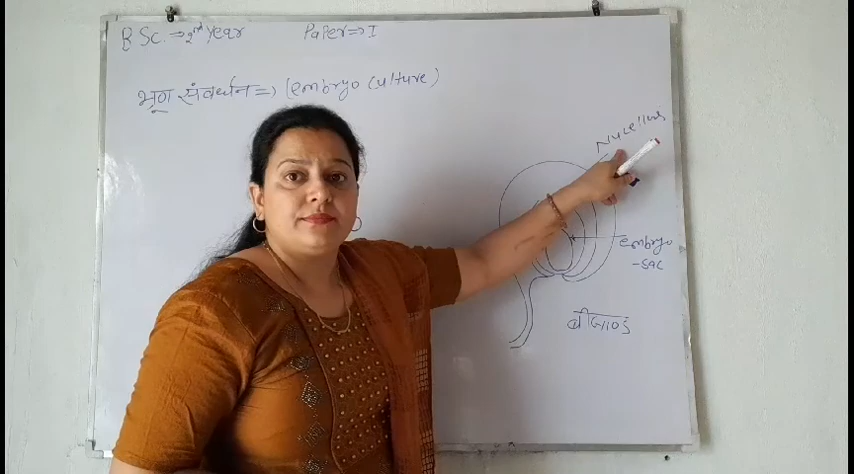 B.Sc. ⇒ 2nd Year Paper ⇒ I
भ्रूण संवर्धन ⇒ (embryo culture)
Nucellus
embryo
-sac
बीजाण्ड